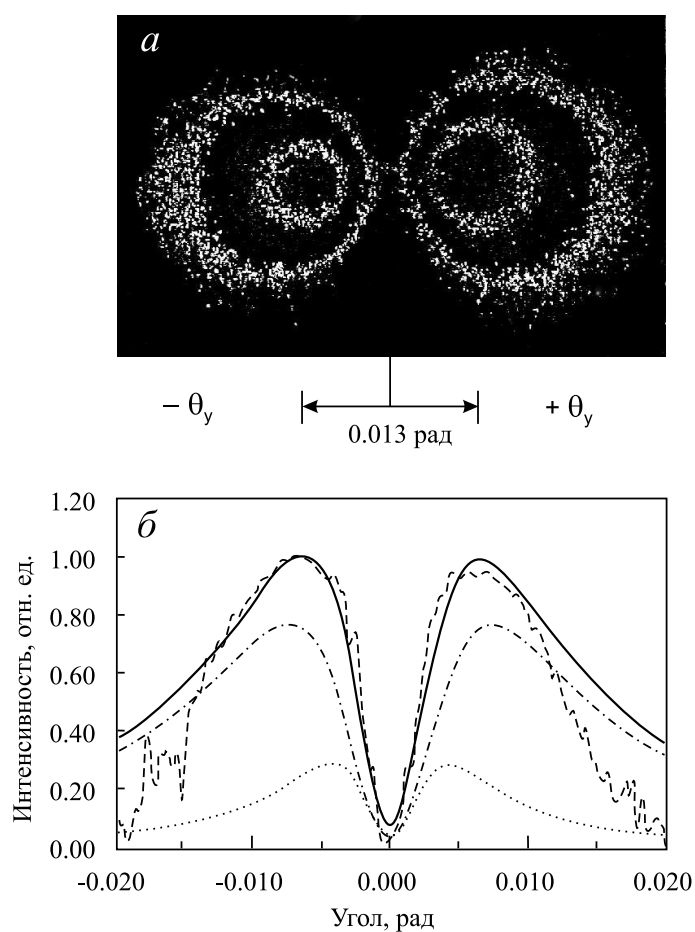 а
– θy + θy
0.013 рад
б
Интенсивность, отн. ед.
1.20
1.00
0.80
0.60
0.40
0.20
0.00
-0.020 -0.010 0.000 0.010 0.020
Угол, рад